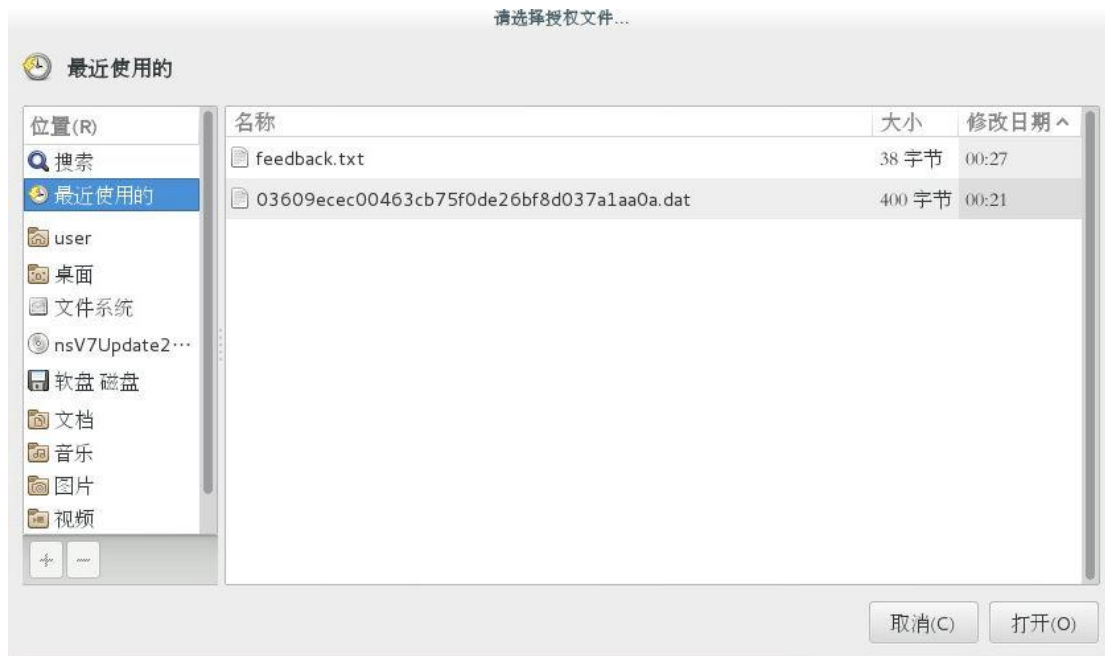 请选择授权文件...
最近使用的
位置(R)
搜索
最近使用的
user
桌面
文件系统
nsV7Update2···
软盘 磁盘
文档
音乐
图片
视频
名称 大小 修改日期
feedback.txt 38 字节 00:27
03609ecec00463cb75f0de26bf8d037a1aa0a.dat 400 字节 00:21
取消(C) 打开(O)